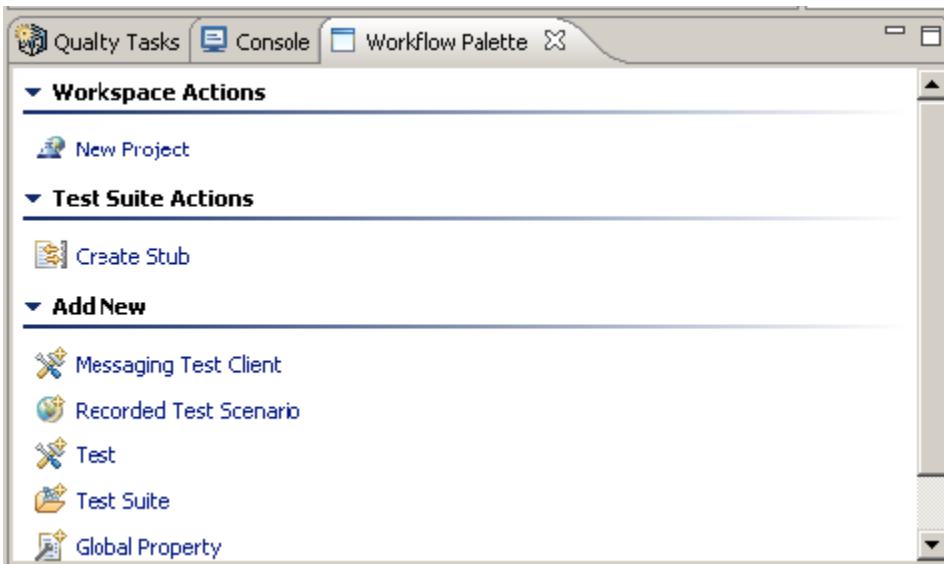 Qualty Tasks Console Workflow Palette
Workspace Actions
New Project
Test Suite Actions
Create Stub
Add New
Messaging Test Client
Recorded Test Scenario
Test
Test Suite
Global Property